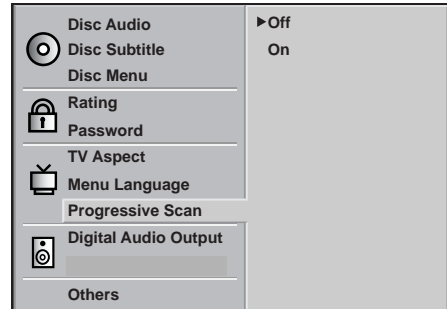 Disc Audio
Disc Subtitle
Disc Menu
Rating
Password
TV Aspect
Menu Language
Progressive Scan
Digital Audio Output
Others
Off
On